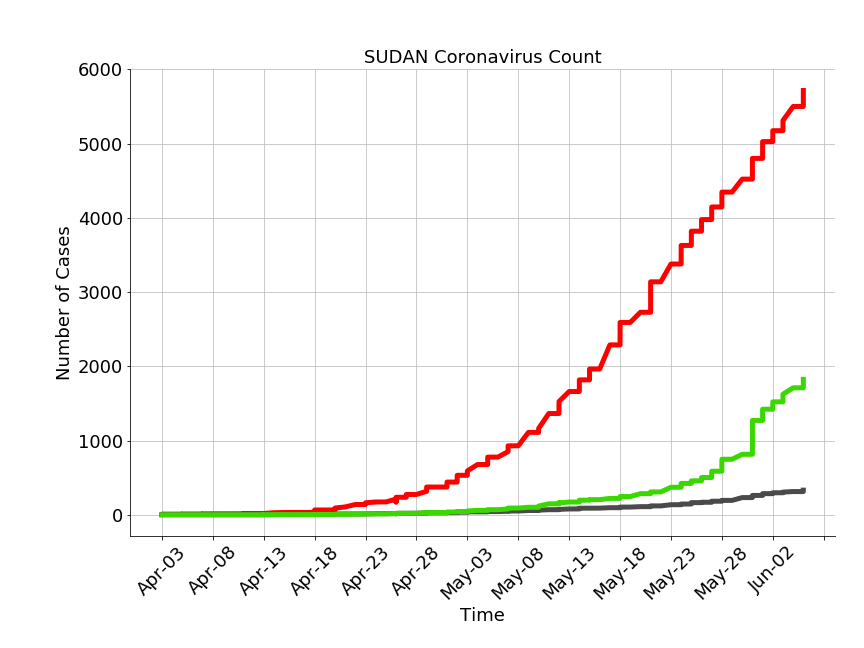 SUDAN Coronavirus Count
Number of Cases
6000
5000
4000
3000
2000
1000
0
Apr-03
Apr-08
Apr-13
Apr-18
Apr-23
Apr-28
May-03
May-08
May-13
May-18
May-23
May-28
Jun-02
Time